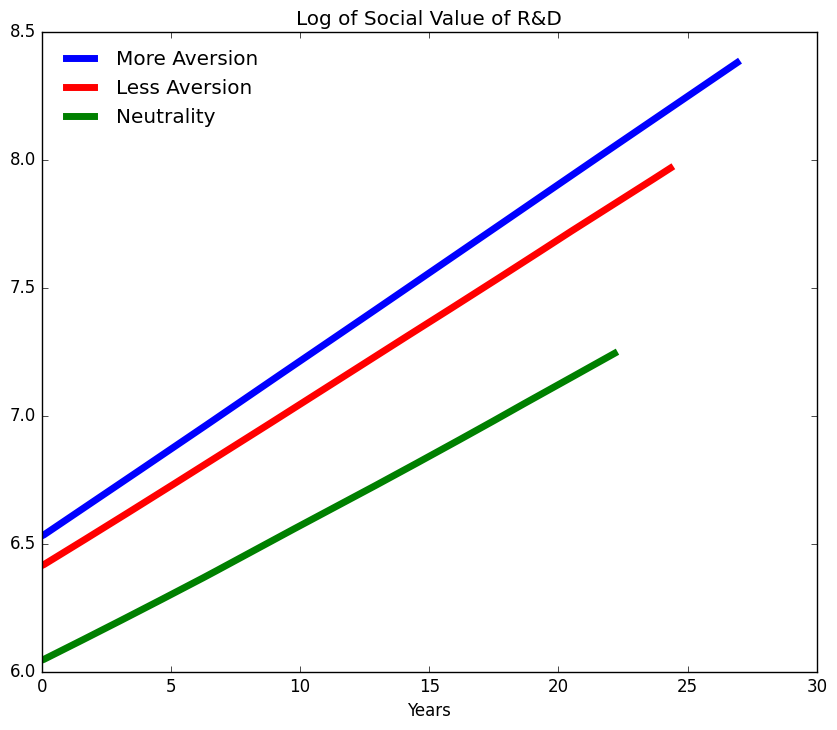 Log of Social Value of R&D
8.5
8.0
7.5
7.0
6.5
6.0
More Aversion
Less Aversion
Neutrality
0 5 10 15 20 25 30
Years